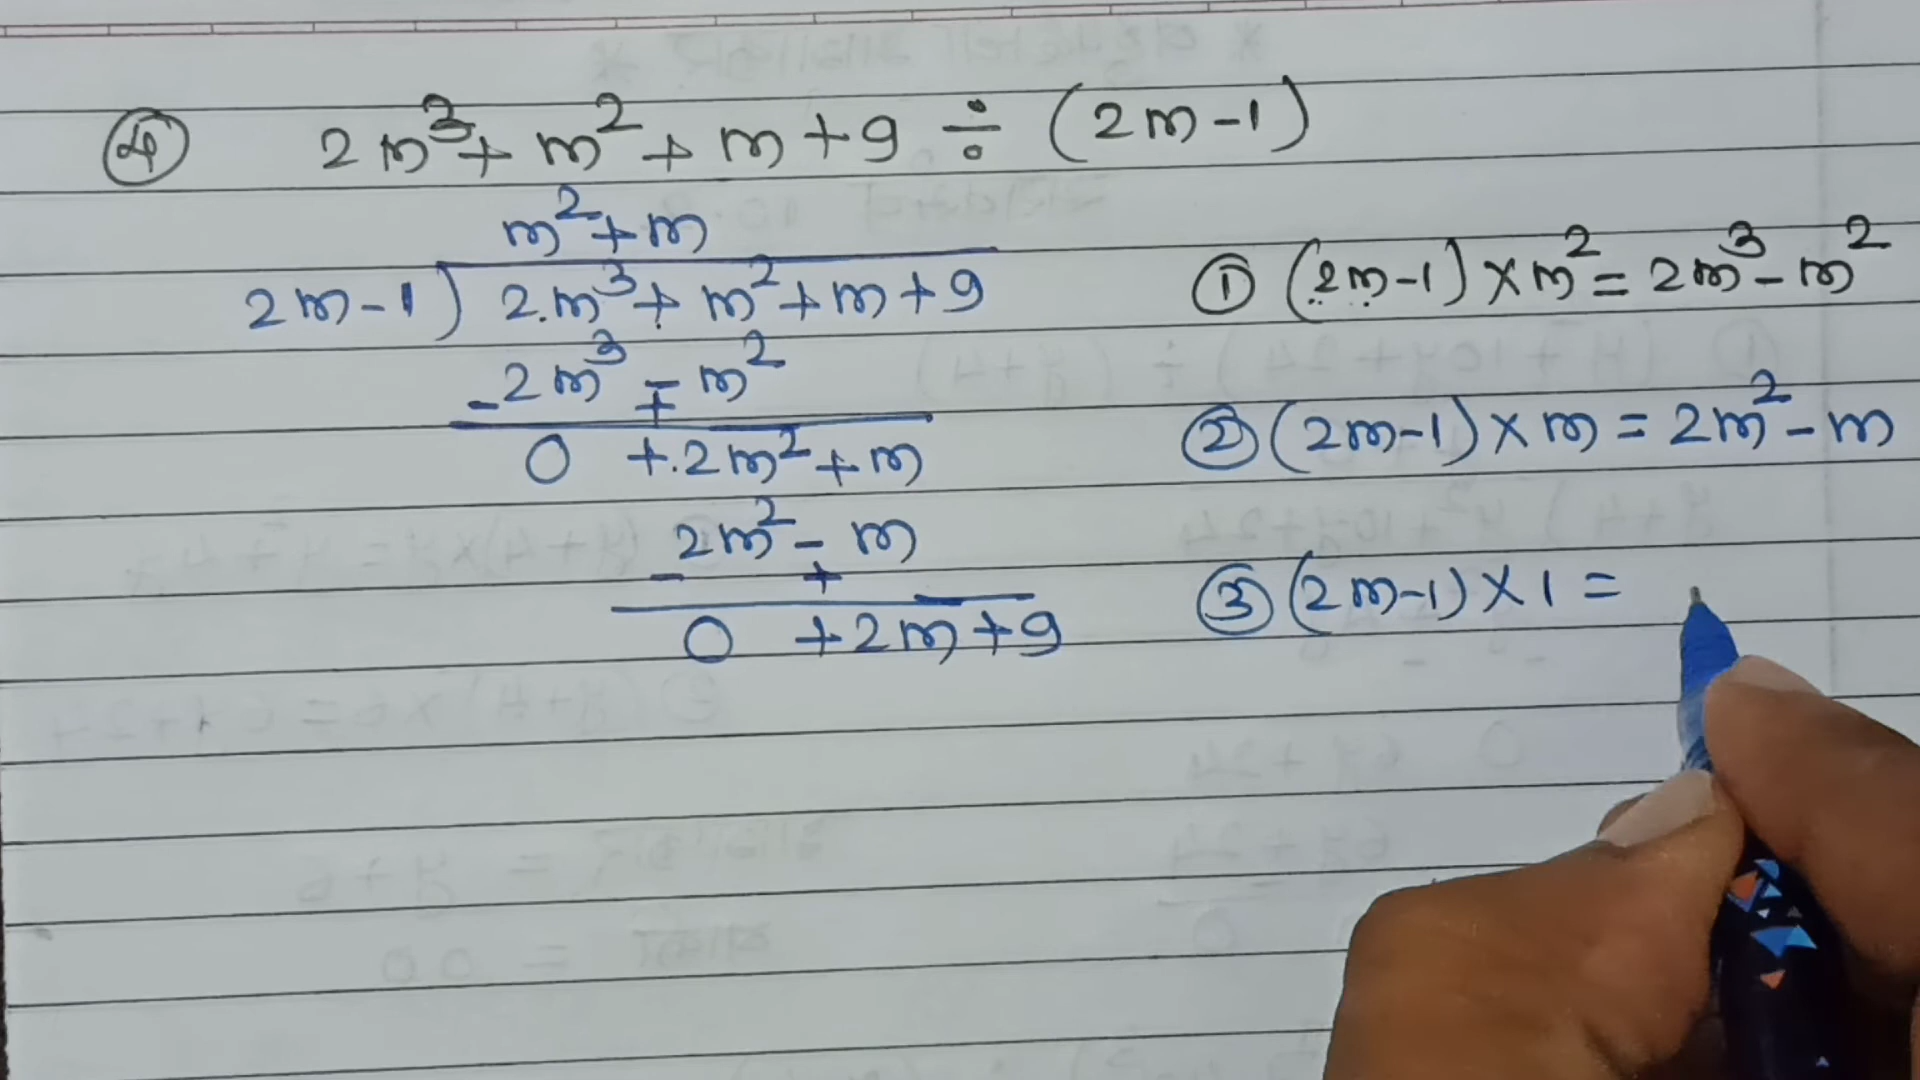 ④ 2m³ + m² + m + 9 ÷ (2m-1)
m² + m
2m-1) 2m³ + m² + m + 9
① (2m-1) × m² = 2m³ - m²
- 2m³ - m²
+
0 + 2m² + m
② (2m-1) × m = 2m² - m
2m² - m
- +
0 + 2m + 9
③ (2m-1) × 1 =